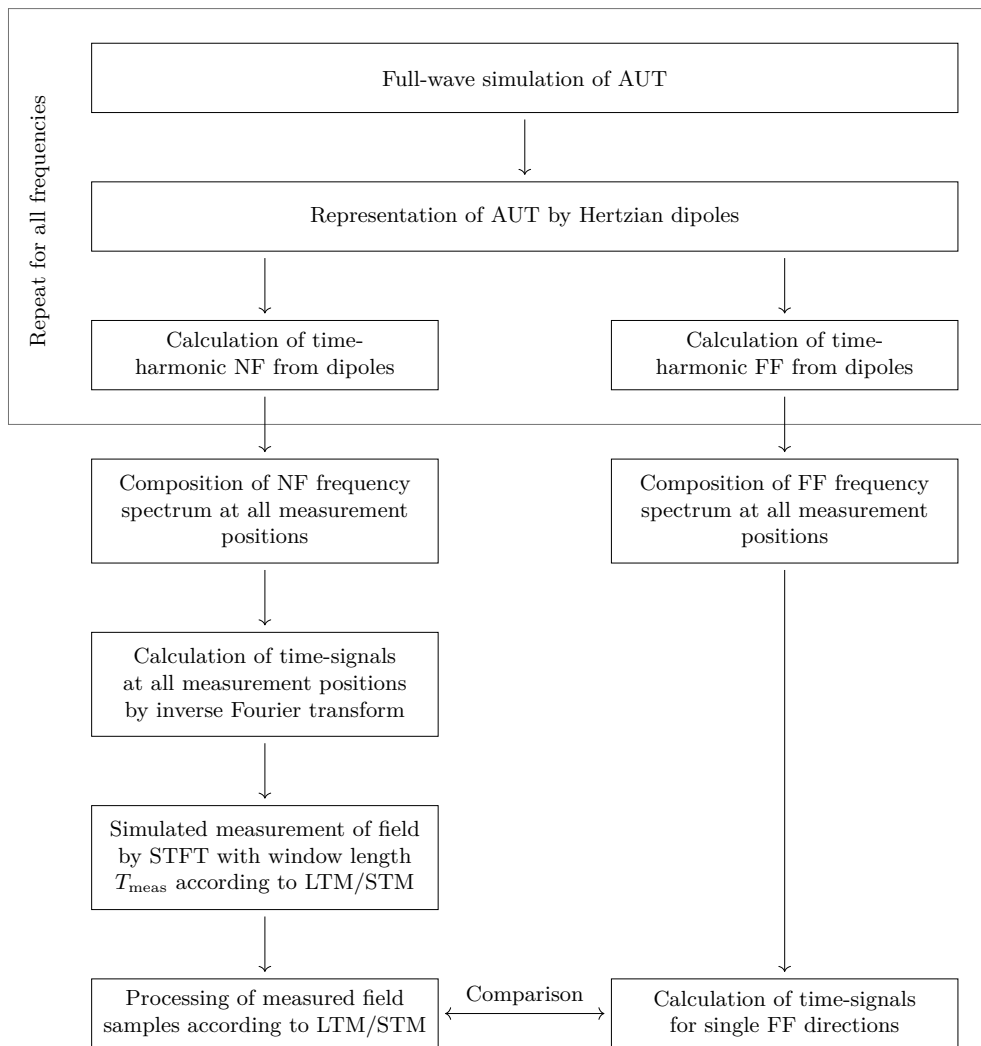 Repeat for all frequencies
Full-wave simulation of AUT
Representation of AUT by Hertzian dipoles
Calculation of time-
harmonic NF from dipoles
Calculation of time-
harmonic FF from dipoles
Composition of NF frequency
spectrum at all measurement
positions
Composition of FF frequency
spectrum at all measurement
positions
Calculation of time-signals
at all measurement positions
by inverse Fourier transform
Simulated measurement of field
by STFT with window length
T_meas according to LTM/STM
Processing of measured field
samples according to LTM/STM
Comparison
Calculation of time-signals
for single FF directions